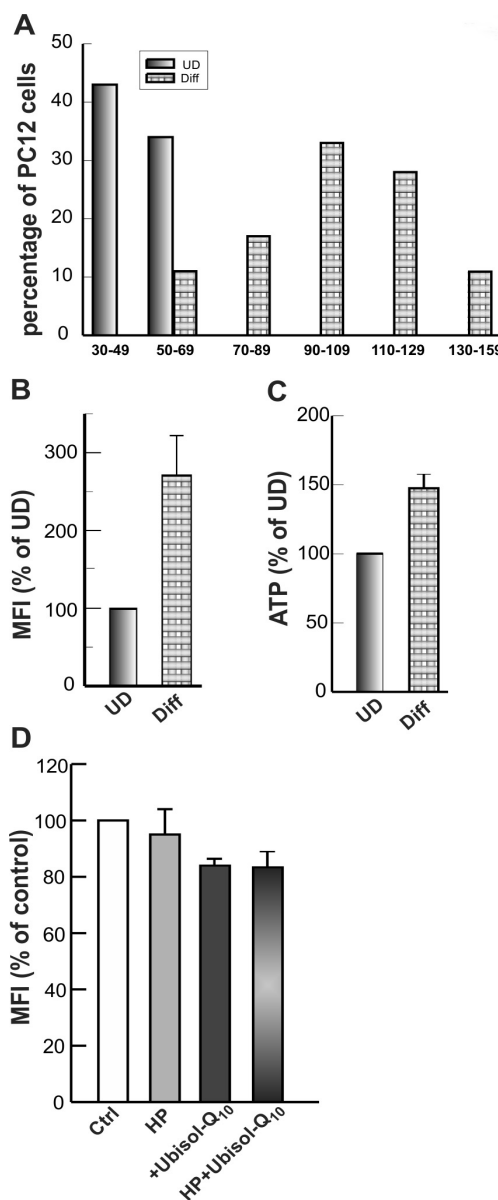 A
50
40
30
20
10
0
percentage of PC12 cells
UD
Diff
30-49 50-69 70-89 90-109 110-129 130-159
B
300
200
100
0
MFI (% of UD)
UD Diff
C
200
150
100
50
0
ATP (% of UD)
UD Diff
D
120
100
80
60
40
20
0
MFI (% of control)
Ctrl HP +Ubisol-Q10 HP+Ubisol-Q10